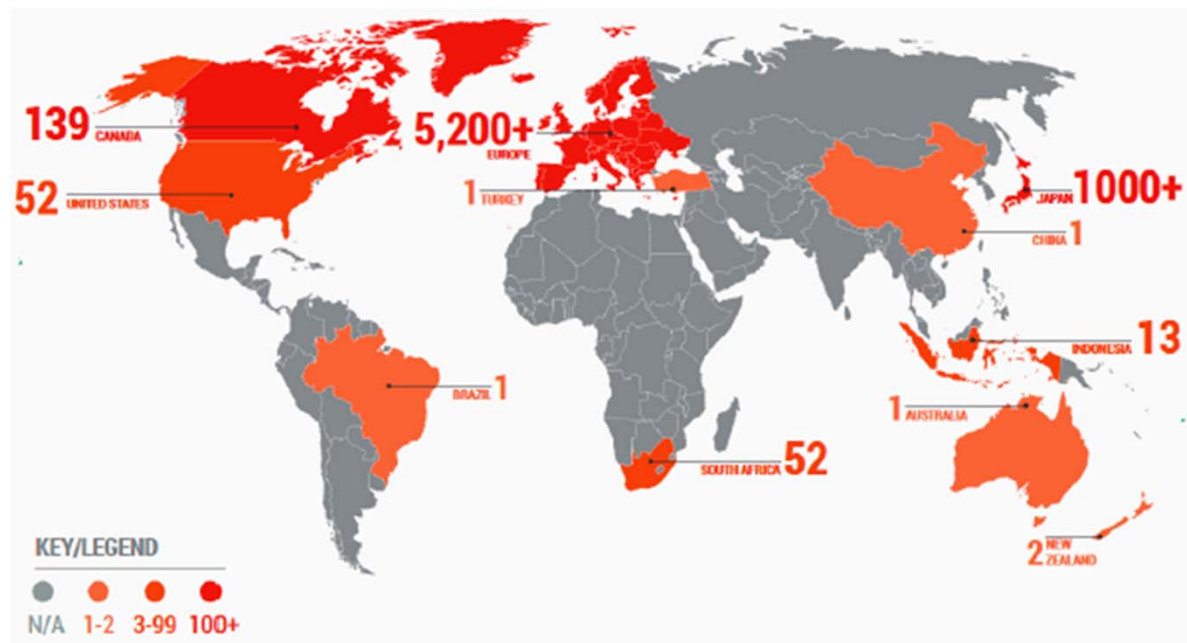 139 CANADA
52 UNITED STATES
5,200+
EUROPE
1 TURKEY
JAPAN 1000+
CHINA 1
INDONESIA 13
BRAZIL 1
1 AUSTRALIA
SOUTH AFRICA 52
2 NEW
ZEALAND
KEY/LEGEND
N/A 1-2 3-99 100+